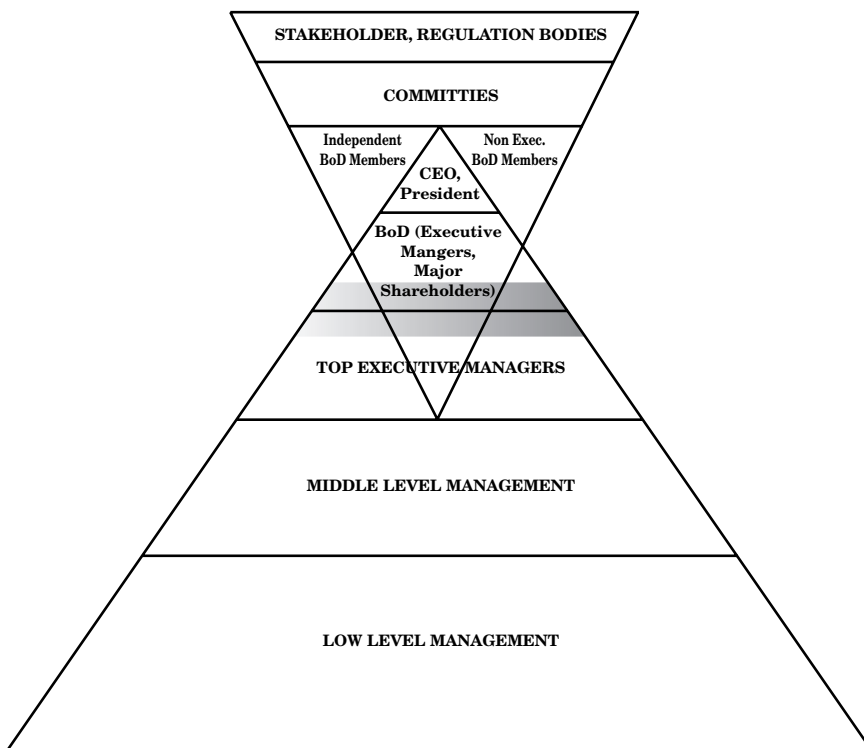 STAKEHOLDER, REGULATION BODIES
COMMITTIES
Independent
BoD Members
Non Exec.
BoD Members
CEO,
President
BoD (Executive
Mangers,
Major
Shareholders)
TOP EXECUTIVE MANAGERS
MIDDLE LEVEL MANAGEMENT
LOW LEVEL MANAGEMENT